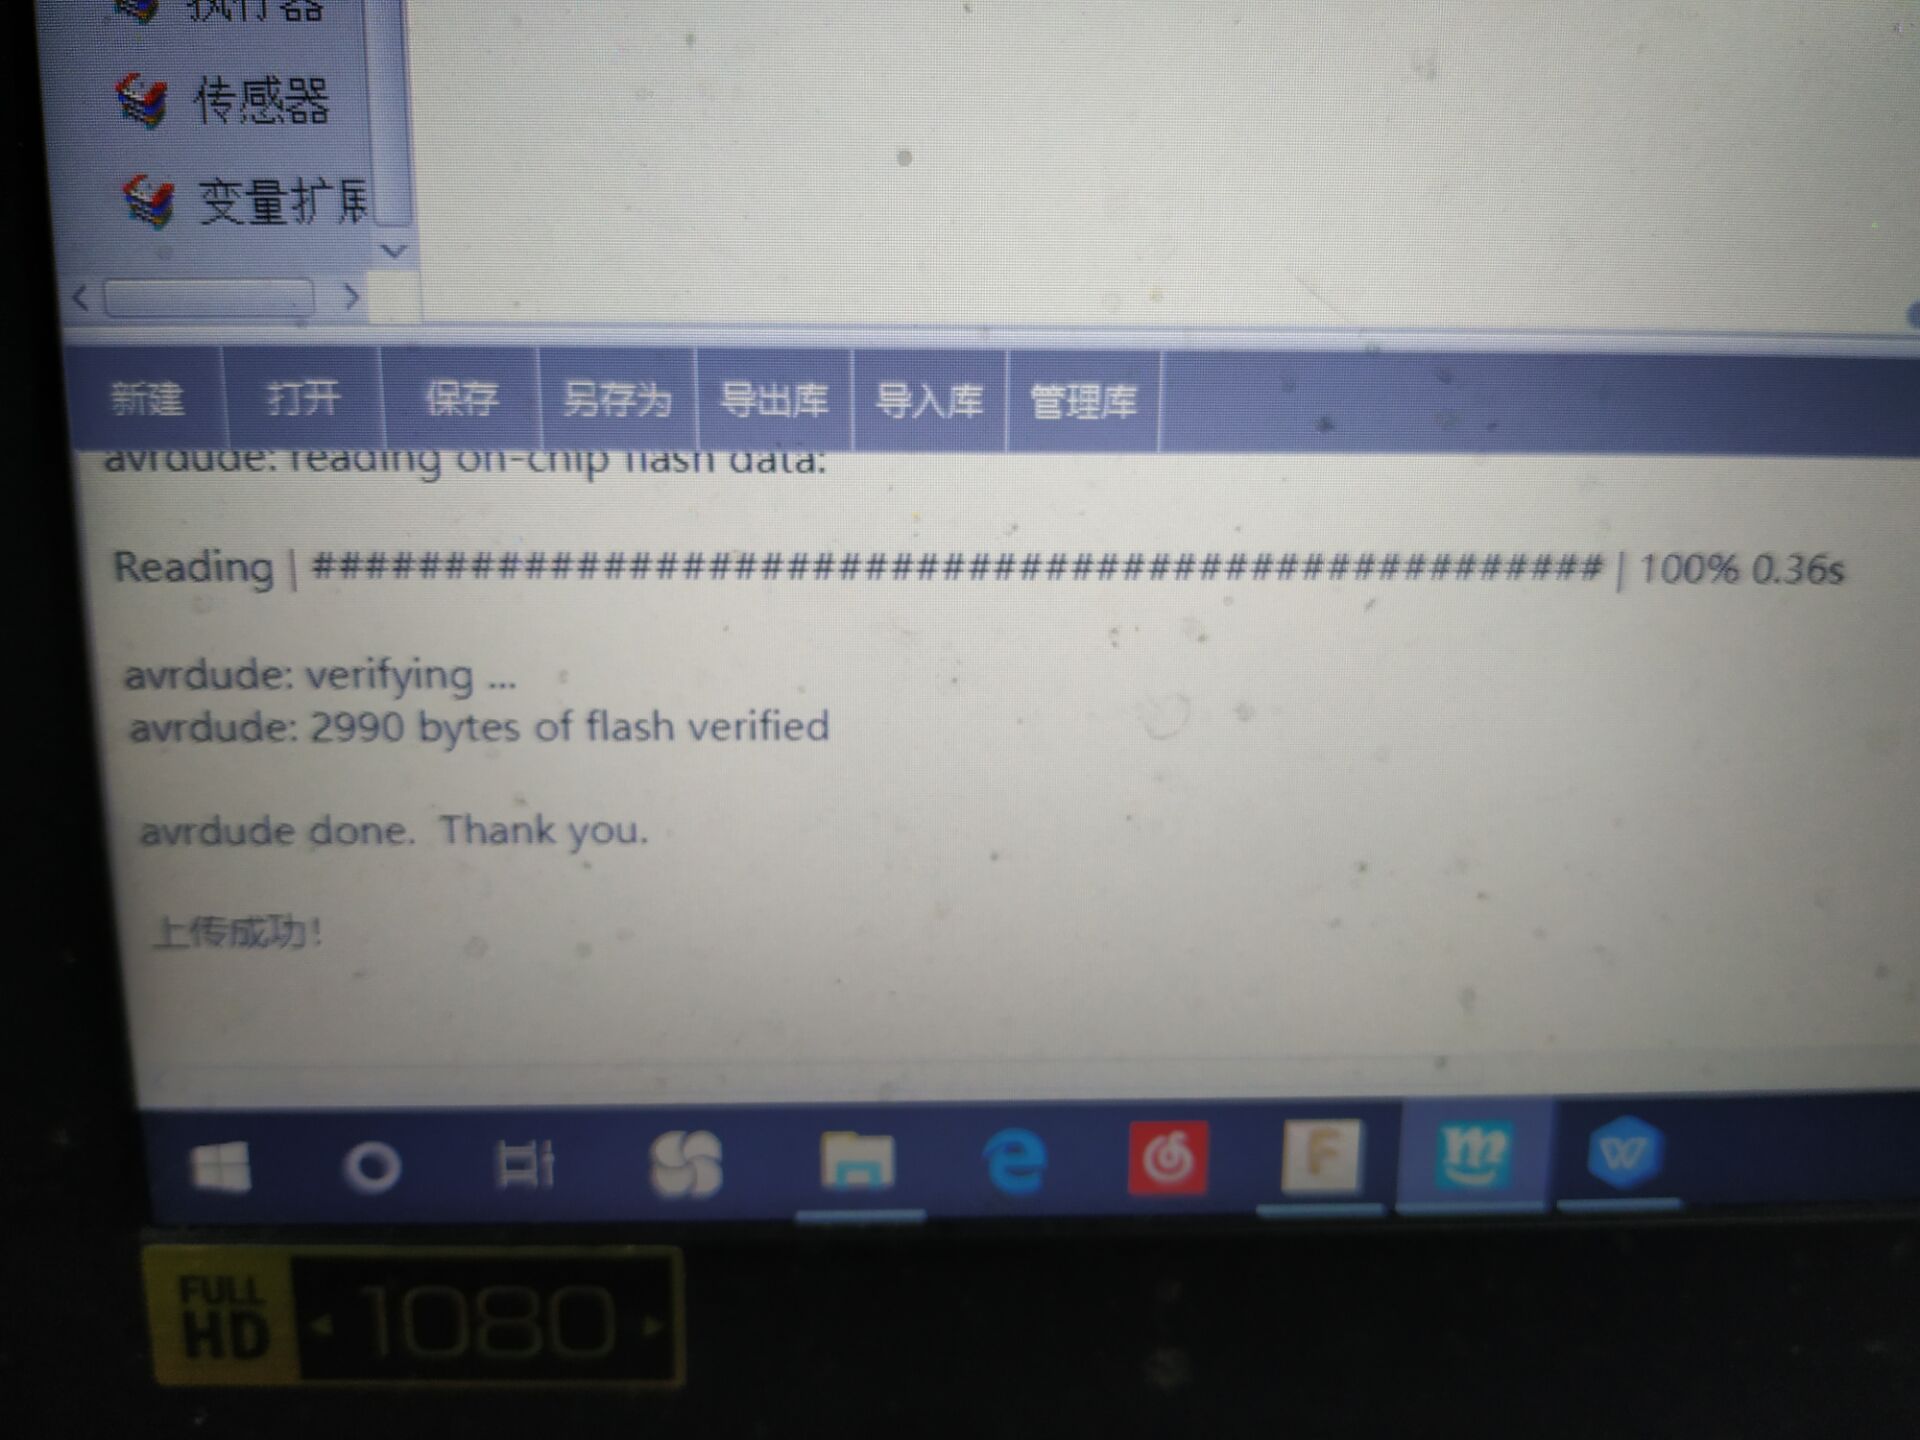 执行器
传感器
变量扩展
新建 打开 保存 另存为 导出库 导入库 管理库
avrdude: reading on-chip flash data:
Reading | ################################################## | 100% 0.36s
avrdude: verifying ...
avrdude: 2990 bytes of flash verified
avrdude done.  Thank you.
上传成功!
F
m
W
FULL
HD
1080